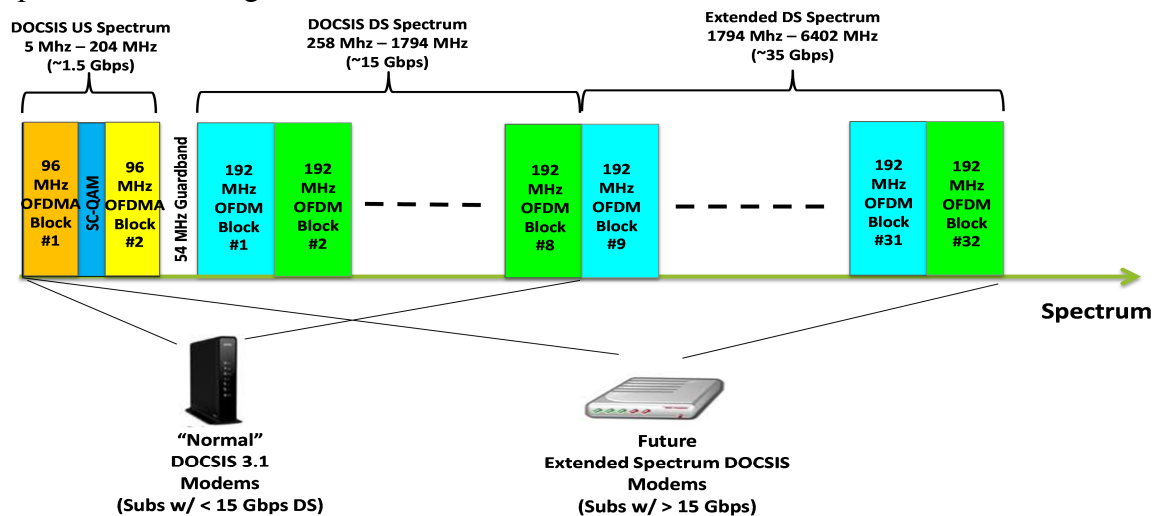 DOCSIS US Spectrum
5 Mhz – 204 MHz
(~1.5 Gbps)
DOCSIS DS Spectrum
258 Mhz – 1794 MHz
(~15 Gbps)
Extended DS Spectrum
1794 Mhz – 6402 MHz
(~35 Gbps)
96
MHz
OFDMA
Block
#1
SC-QAM
96
MHz
OFDMA
Block
#2
54 MHz Guardband
192
MHz
OFDM
Block
#1
192
MHz
OFDM
Block
#2
192
MHz
OFDM
Block
#8
192
MHz
OFDM
Block
#9
192
MHz
OFDM
Block
#31
192
MHz
OFDM
Block
#32
Spectrum
“Normal”
DOCSIS 3.1
Modems
(Subs w/ < 15 Gbps DS)
Future
Extended Spectrum DOCSIS
Modems
(Subs w/ > 15 Gbps)